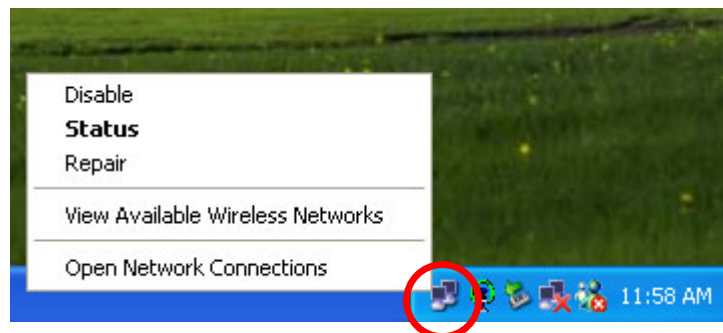 Disable
Status
Repair
View Available Wireless Networks
Open Network Connections
11:58 AM